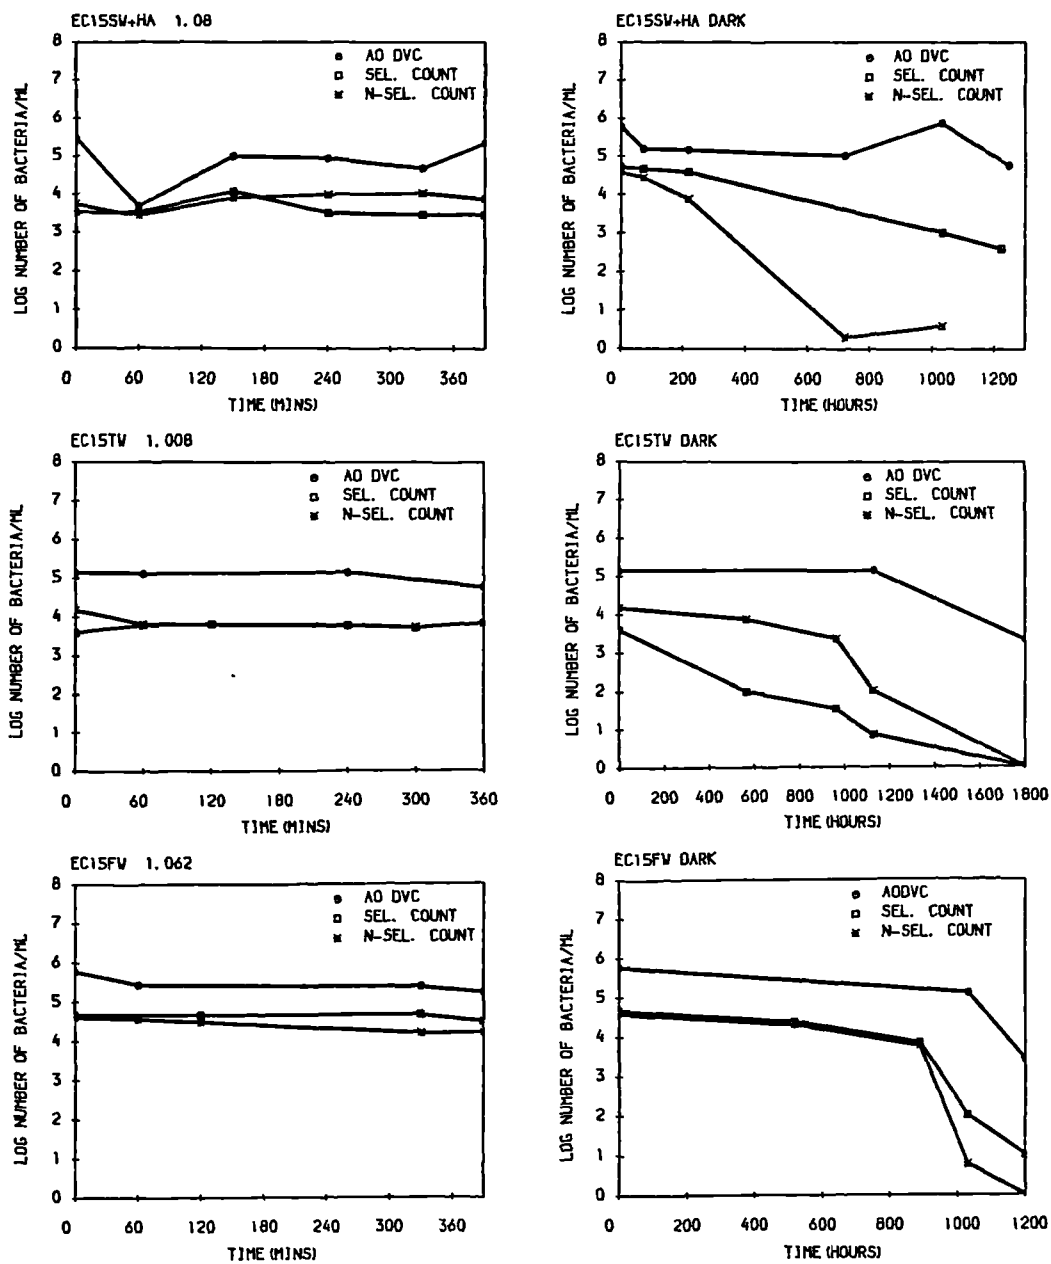 EC15SW+HA 1.08
8
7
6
5
4
3
2
1
0
LOG NUMBER OF BACTERIA/ML
AO DVC
SEL. COUNT
N-SEL. COUNT
0 60 120 180 240 300 360
TIME (MINS)
EC15SW+HA DARK
8
7
6
5
4
3
2
1
0
LOG NUMBER OF BACTERIA/ML
AO DVC
SEL. COUNT
N-SEL. COUNT
0 200 400 600 800 1000 1200
TIME (HOURS)
EC15TW 1.008
8
7
6
5
4
3
2
1
0
LOG NUMBER OF BACTERIA/ML
AO DVC
SEL. COUNT
N-SEL. COUNT
0 60 120 180 240 300 360
TIME (MINS)
EC15TW DARK
8
7
6
5
4
3
2
1
0
LOG NUMBER OF BACTERIA/ML
AO DVC
SEL. COUNT
N-SEL. COUNT
0 200 400 600 800 1000 1200 1400 1600 1800
TIME (HOURS)
EC15FW 1.062
8
7
6
5
4
3
2
1
0
LOG NUMBER OF BACTERIA/ML
AO DVC
SEL. COUNT
N-SEL. COUNT
0 60 120 180 240 300 360
TIME (MINS)
EC15FW DARK
8
7
6
5
4
3
2
1
0
LOG NUMBER OF BACTERIA/ML
AODVC
SEL. COUNT
N-SEL. COUNT
0 200 400 600 800 1000 1200
TIME (HOURS)